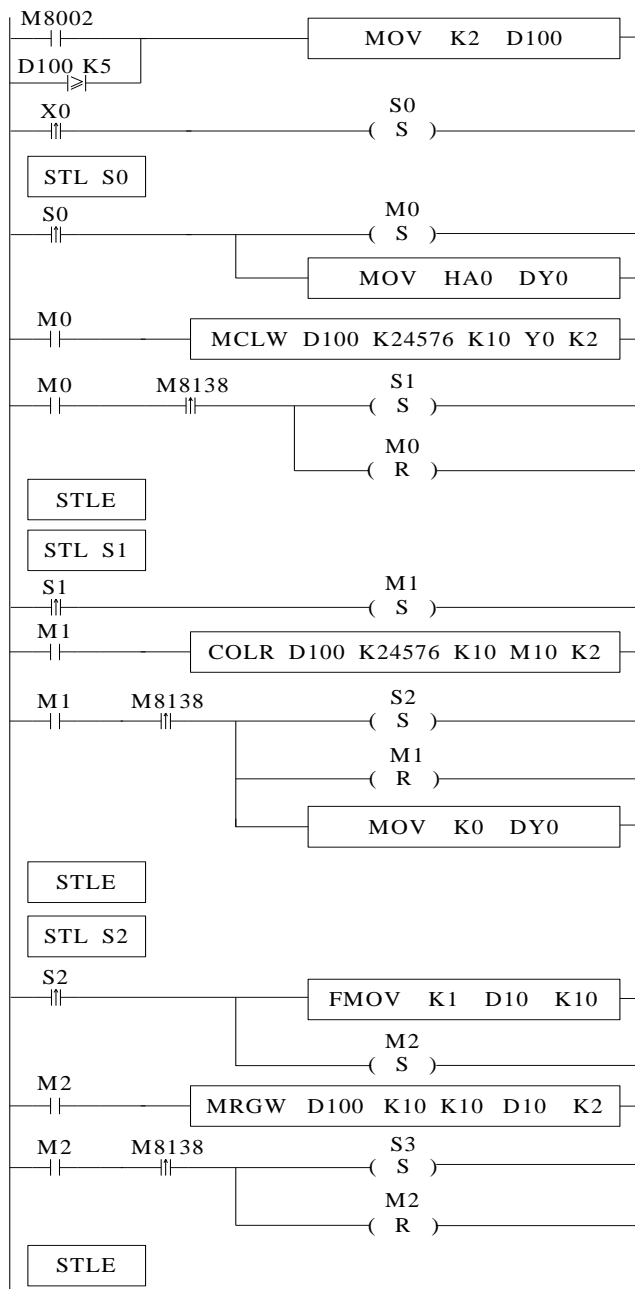 M8002
MOV K2 D100
D100 K5
X0
S0
( S )
STL S0
S0
M0
( S )
MOV HA0 DY0
M0
MCLW D100 K24576 K10 Y0 K2
M0
M8138
S1
( S )
M0
( R )
STLE
STL S1
S1
M1
( S )
M1
COLR D100 K24576 K10 M10 K2
M1
M8138
S2
( S )
M1
( R )
MOV K0 DY0
STLE
STL S2
S2
FMOV K1 D10 K10
M2
( S )
M2
MRGW D100 K10 K10 D10 K2
M2
M8138
S3
( S )
M2
( R )
STLE